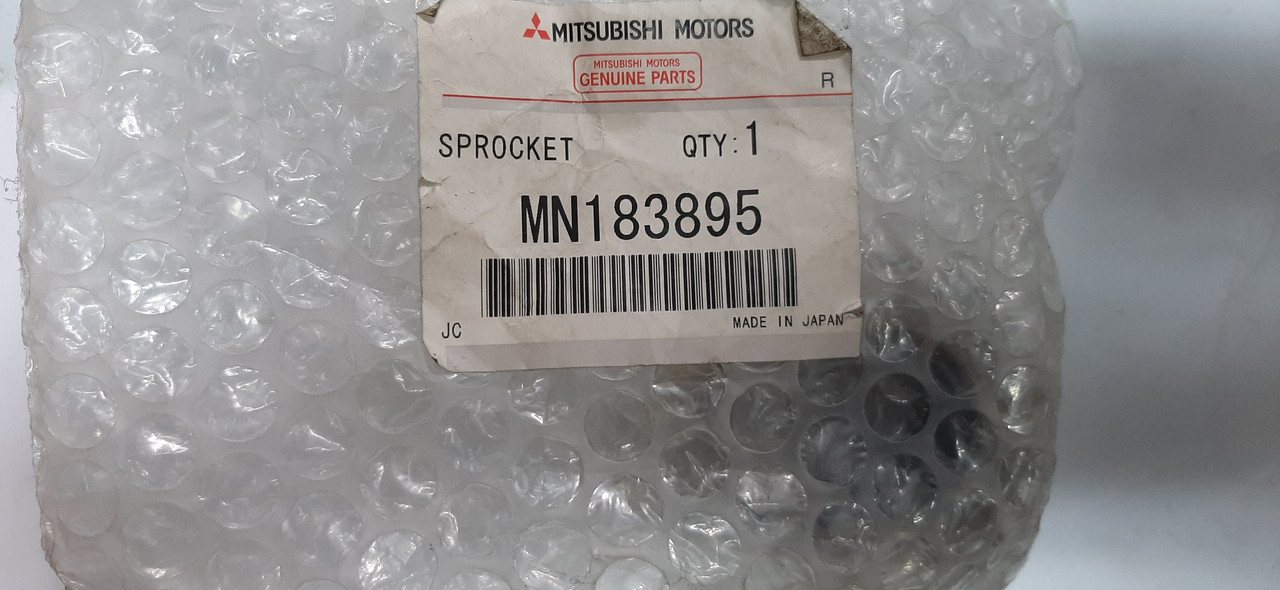 MITSUBISHI MOTORS
MITSUBISHI MOTORS
GENUINE PARTS
R
SPROCKET QTY: 1
MN183895
JC MADE IN JAPAN